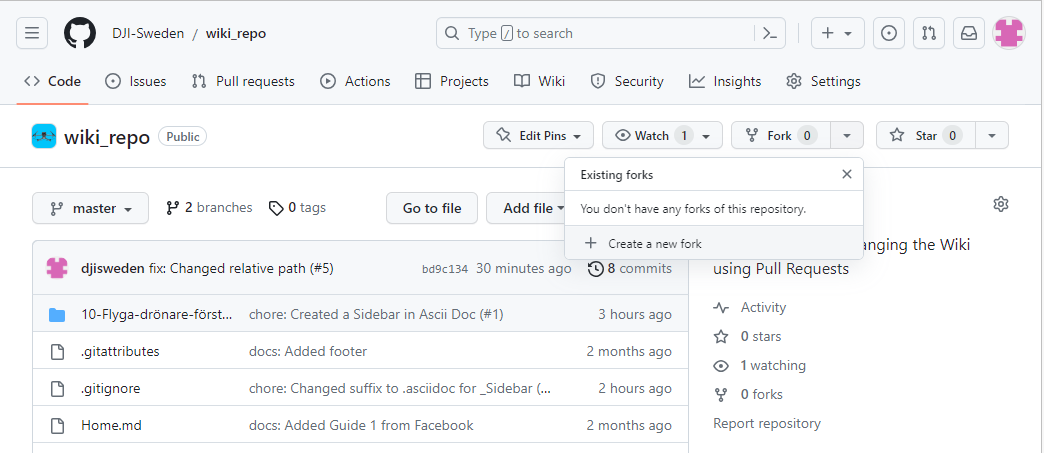 DJI-Sweden / wiki_repo Type / to search
Code Issues Pull requests Actions Projects Wiki Security Insights Settings
wiki_repo Public Edit Pins Watch 1 Fork 0 Star 0
Existing forks
You don't have any forks of this repository.
Create a new fork
master 2 branches 0 tags Go to file Add file
anging the Wiki
using Pull Requests
djisweden fix: Changed relative path (#5) bd9c134 30 minutes ago 8 commits
10-Flyga-drönare-först... chore: Created a Sidebar in Ascii Doc (#1) 3 hours ago
.gitattributes docs: Added footer 2 months ago
.gitignore chore: Changed suffix to .asciidoc for _Sidebar (... 2 hours ago
Home.md docs: Added Guide 1 from Facebook 2 months ago
Activity
0 stars
1 watching
0 forks
Report repository